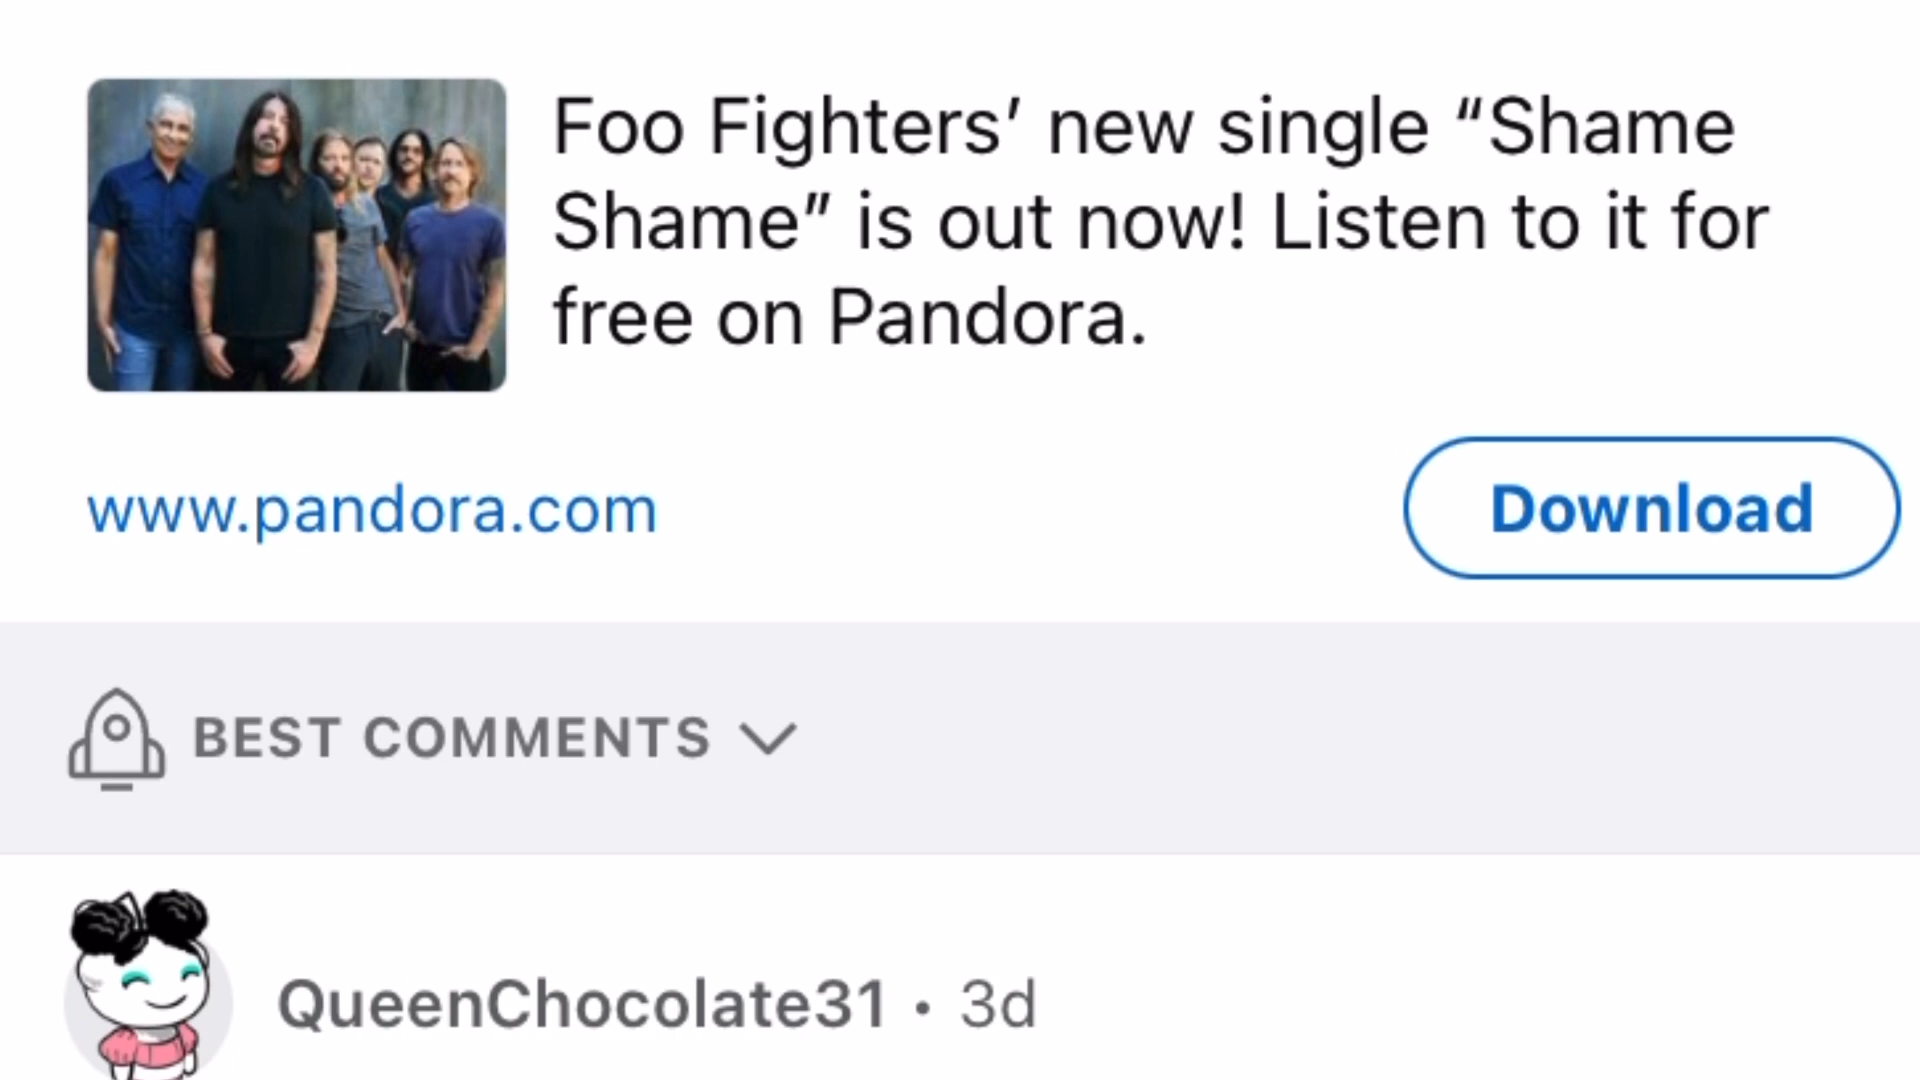 Foo Fighters’ new single “Shame
Shame” is out now! Listen to it for
free on Pandora.
www.pandora.com
Download
BEST COMMENTS
QueenChocolate31 • 3d